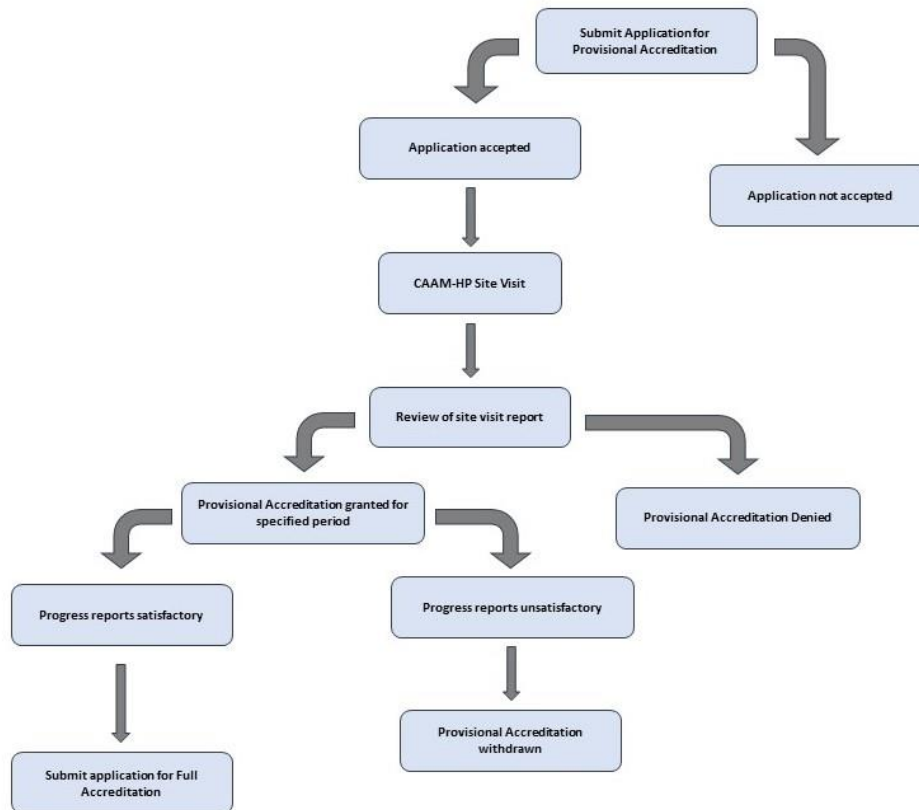 Submit Application for
Provisional Accreditation
Application accepted
Application not accepted
CAAM-HP Site Visit
Review of site visit report
Provisional Accreditation granted for
specified period
Provisional Accreditation Denied
Progress reports satisfactory
Progress reports unsatisfactory
Provisional Accreditation
withdrawn
Submit application for Full
Accreditation